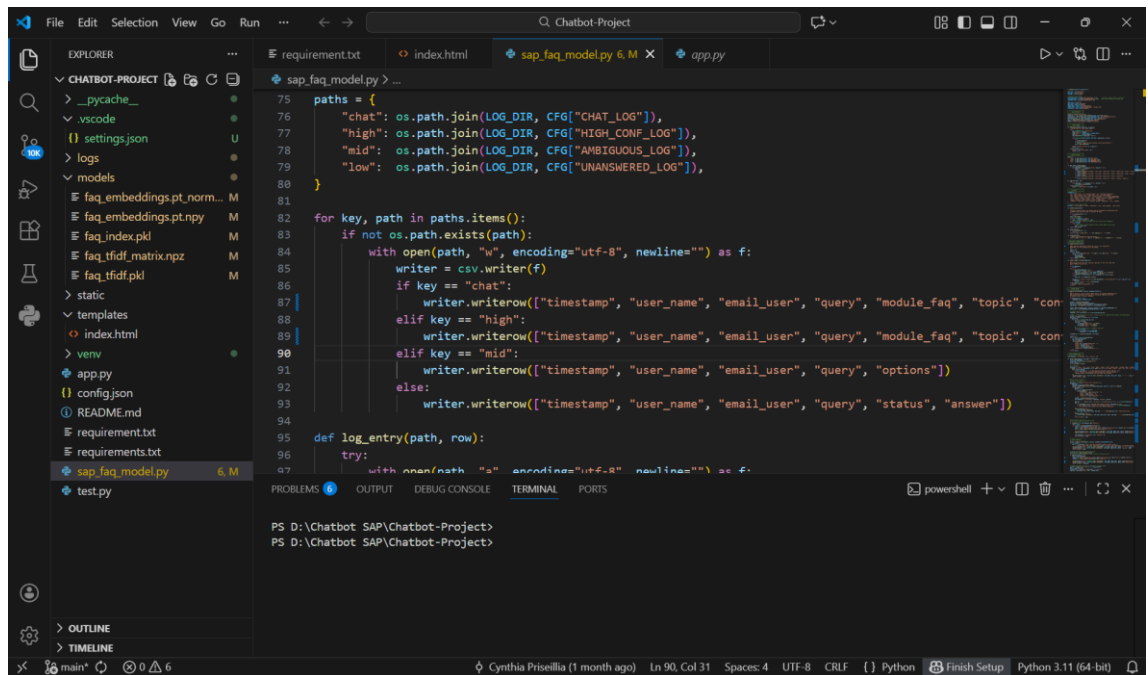 File Edit Selection View Go Run ... Chatbot-Project
EXPLORER ...
CHATBOT-PROJECT
__pycache__
.vscode
{} settings.json U
logs
models
faq_embeddings.pt_norm... M
faq_embeddings.pt.npy M
faq_index.pkl M
faq_tfidf_matrix.npz M
faq_tfidf.pkl M
static
templates
index.html
venv
app.py
{} config.json
README.md
requirement.txt
requirements.txt
sap_faq_model.py 6, M
test.py
OUTLINE
TIMELINE
10K
requirement.txt index.html sap_faq_model.py 6, M app.py
sap_faq_model.py > ...
75 paths = {
76 "chat": os.path.join(LOG_DIR, CFG["CHAT_LOG"]),
77 "high": os.path.join(LOG_DIR, CFG["HIGH_CONF_LOG"]),
78 "mid": os.path.join(LOG_DIR, CFG["AMBIGUOUS_LOG"]),
79 "low": os.path.join(LOG_DIR, CFG["UNANSWERED_LOG"]),
80 }
81
82 for key, path in paths.items():
83 if not os.path.exists(path):
84 with open(path, "w", encoding="utf-8", newline="") as f:
85 writer = csv.writer(f)
86 if key == "chat":
87 writer.writerow(["timestamp", "user_name", "email_user", "query", "module_faq", "topic", "con
88 elif key == "high":
89 writer.writerow(["timestamp", "user_name", "email_user", "query", "module_faq", "topic", "con
90 elif key == "mid":
91 writer.writerow(["timestamp", "user_name", "email_user", "query", "options"])
92 else:
93 writer.writerow(["timestamp", "user_name", "email_user", "query", "status", "answer"])
94
95 def log_entry(path, row):
96 try:
97 with open(path, "a", encoding="utf-8", newline="") as f:
PROBLEMS 6 OUTPUT DEBUG CONSOLE TERMINAL PORTS powershell
PS D:\Chatbot SAP\Chatbot-Project>
PS D:\Chatbot SAP\Chatbot-Project>
main* 0 6 Cynthia Priseillia (1 month ago) Ln 90, Col 31 Spaces: 4 UTF-8 CRLF {} Python Finish Setup Python 3.11 (64-bit)